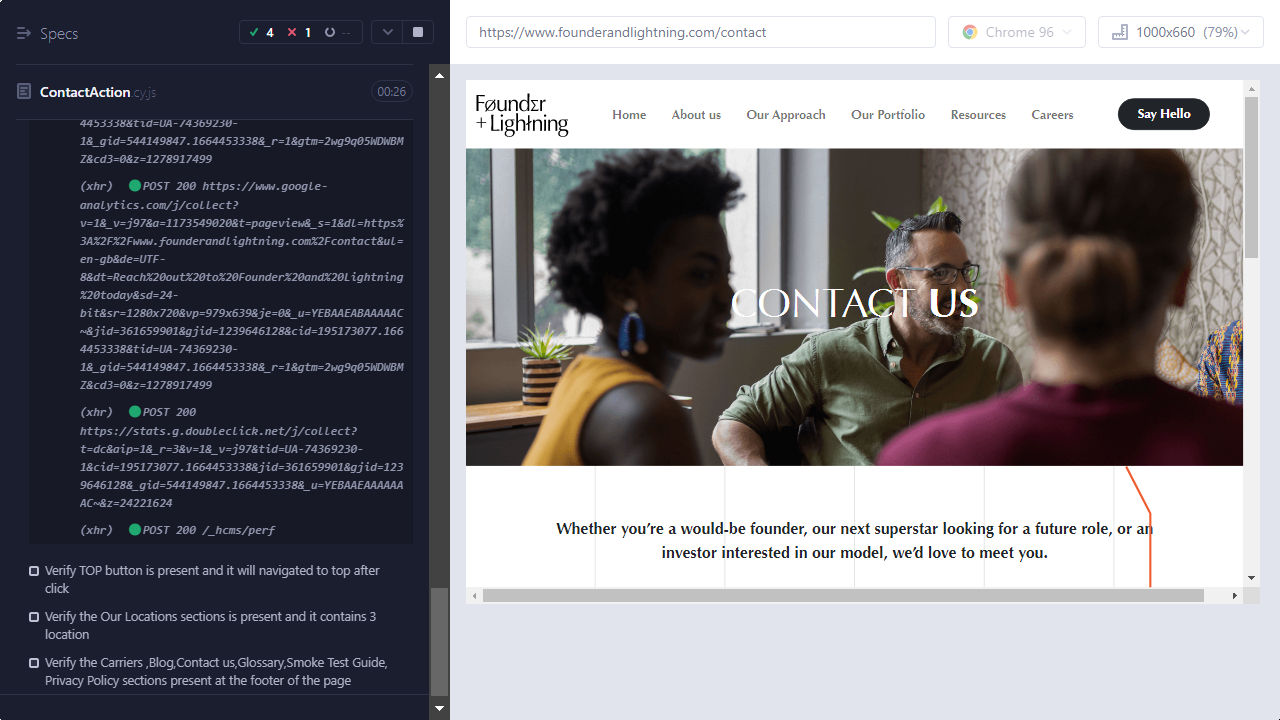 Specs
4
1
--
https://www.founderandlightning.com/contact
Chrome 96
1000x660 (79%)
ContactAction.cy.js
00:26
4453338&tid=UA-74369230-
1&_gid=544149847.1664453338&_r=1&gtm=2wg9q05WDWBM
Z&cd3=0&z=1278917499
(xhr) POST 200 https://www.google-
analytics.com/j/collect?
v=1&_v=j97&a=1173549020&t=pageview&_s=1&dl=https%
3A%2F%2Fwww.founderandlightning.com%2Fcontact&ul=
en-gb&de=UTF-
8&dt=Reach%20out%20to%20Founder%20and%20Lightning
%20today&sd=24-
bit&sr=1280x720&vp=979x639&je=0&_u=YEBAAEABAAAAAC
~&jid=361659901&gjid=1239646128&cid=195173077.166
4453338&tid=UA-74369230-
1&_gid=544149847.1664453338&_r=1&gtm=2wg9q05WDWBM
Z&cd3=0&z=1278917499
(xhr) POST 200
https://stats.g.doubleclick.net/j/collect?
t=dc&aip=1&_r=3&v=1&_v=j97&tid=UA-74369230-
1&cid=195173077.1664453338&jid=361659901&gjid=123
9646128&_gid=544149847.1664453338&_u=YEBAAEAAAAAA
AC~&z=24221624
(xhr) POST 200 /_hcms/perf
Verify TOP button is present and it will navigated to top after
click
Verify the Our Locations sections is present and it contains 3
location
Verify the Carriers ,Blog,Contact us,Glossary,Smoke Test Guide,
Privacy Policy sections present at the footer of the page
Founder
+ Lightning
Home
About us
Our Approach
Our Portfolio
Resources
Careers
Say Hello
CONTACT US
Whether you’re a would-be founder, our next superstar looking for a future role, or an
investor interested in our model, we’d love to meet you.